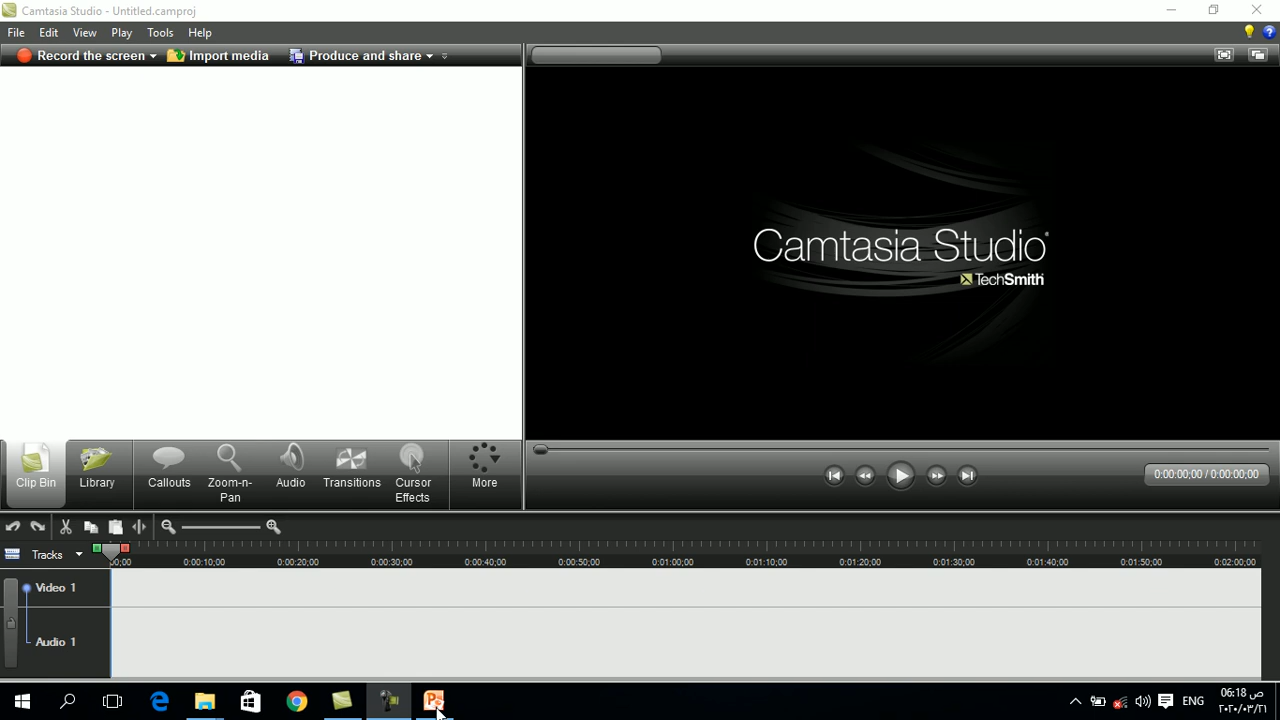 Camtasia Studio - Untitled.camproj
File Edit View Play Tools Help
Record the screen Import media Produce and share
Camtasia Studio
TechSmith
Clip Bin Library Callouts Zoom-n-Pan Audio Transitions Cursor Effects More
0:00:00;00 / 0:00:00;00
Tracks 0:00:10;00 0:00:20;00 0:00:30;00 0:00:40;00 0:00:50;00 0:01:00;00 0:01:10;00 0:01:20;00 0:01:30;00 0:01:40;00 0:01:50;00 0:02:00;00
Video 1
Audio 1
ENG
06:18 ص
٢٠٢٠/٠٣/٢١